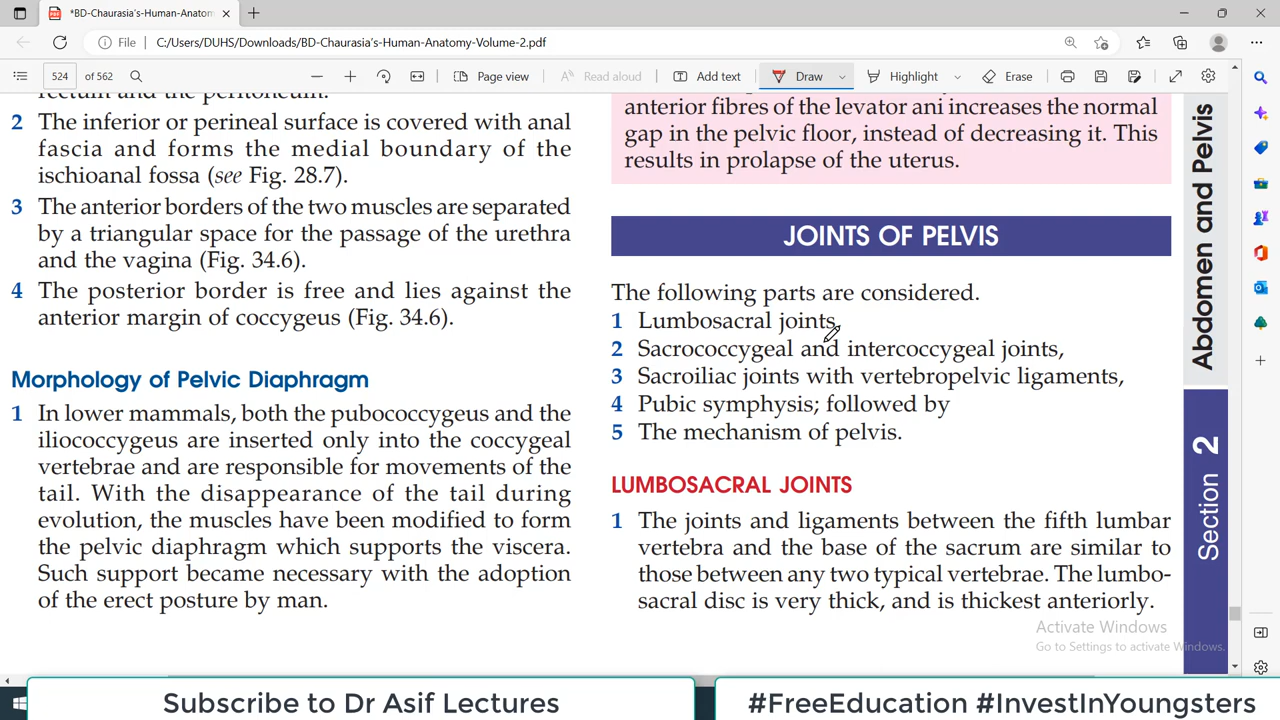 *BD-Chaurasia's-Human-Anatom
File
C:/Users/DUHS/Downloads/BD-Chaurasia's-Human-Anatomy-Volume-2.pdf
524 of 562
Page view
Read aloud
Add text
Draw
Highlight
Erase
rectum and the peritoneum.
2 The inferior or perineal surface is covered with anal
fascia and forms the medial boundary of the
ischioanal fossa (see Fig. 28.7).
3 The anterior borders of the two muscles are separated
by a triangular space for the passage of the urethra
and the vagina (Fig. 34.6).
4 The posterior border is free and lies against the
anterior margin of coccygeus (Fig. 34.6).
Morphology of Pelvic Diaphragm
1 In lower mammals, both the pubococcygeus and the
iliococcygeus are inserted only into the coccygeal
vertebrae and are responsible for movements of the
tail. With the disappearance of the tail during
evolution, the muscles have been modified to form
the pelvic diaphragm which supports the viscera.
Such support became necessary with the adoption
of the erect posture by man.
anterior fibres of the levator ani increases the normal
gap in the pelvic floor, instead of decreasing it. This
results in prolapse of the uterus.
JOINTS OF PELVIS
The following parts are considered.
1 Lumbosacral joints,
2 Sacrococcygeal and intercoccygeal joints,
3 Sacroiliac joints with vertebropelvic ligaments,
4 Pubic symphysis; followed by
5 The mechanism of pelvis.
LUMBOSACRAL JOINTS
1 The joints and ligaments between the fifth lumbar
vertebra and the base of the sacrum are similar to
those between any two typical vertebrae. The lumbo-
sacral disc is very thick, and is thickest anteriorly.
Abdomen and Pelvis
Section 2
Activate Windows
Go to Settings to activate Windows.
Subscribe to Dr Asif Lectures
#FreeEducation #InvestInYoungsters